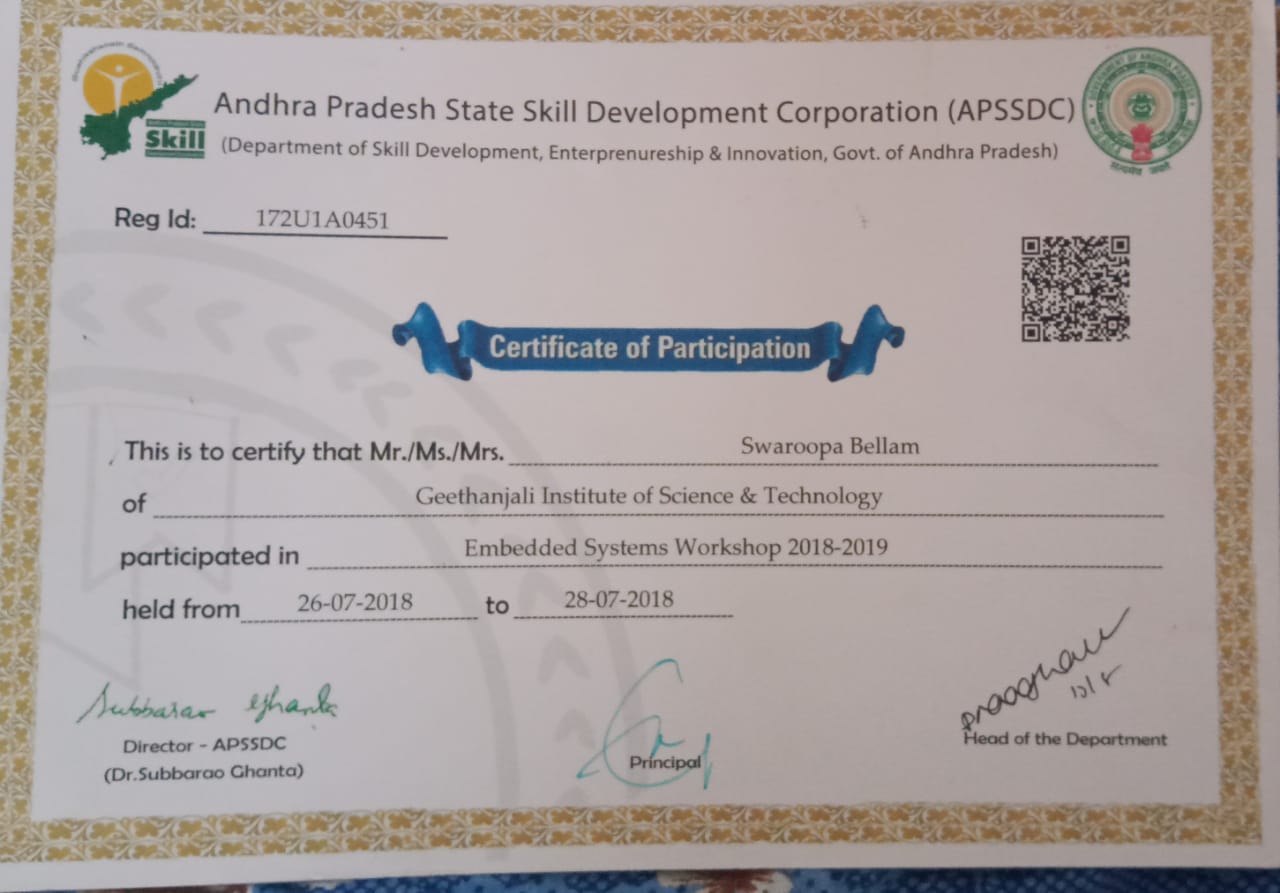 Andhra Pradesh State Skill Development Corporation (APSSDC)
(Department of Skill Development, Enterprenureship & Innovation, Govt. of Andhra Pradesh)
Skill
Reg Id: 172U1A0451
Certificate of Participation
This is to certify that Mr./Ms./Mrs. Swaroopa Bellam
of Geethanjali Institute of Science & Technology
participated in Embedded Systems Workshop 2018-2019
held from 26-07-2018 to 28-07-2018
Subbarao Ghanta
Director - APSSDC
(Dr.Subbarao Ghanta)
Principal
Head of the Department